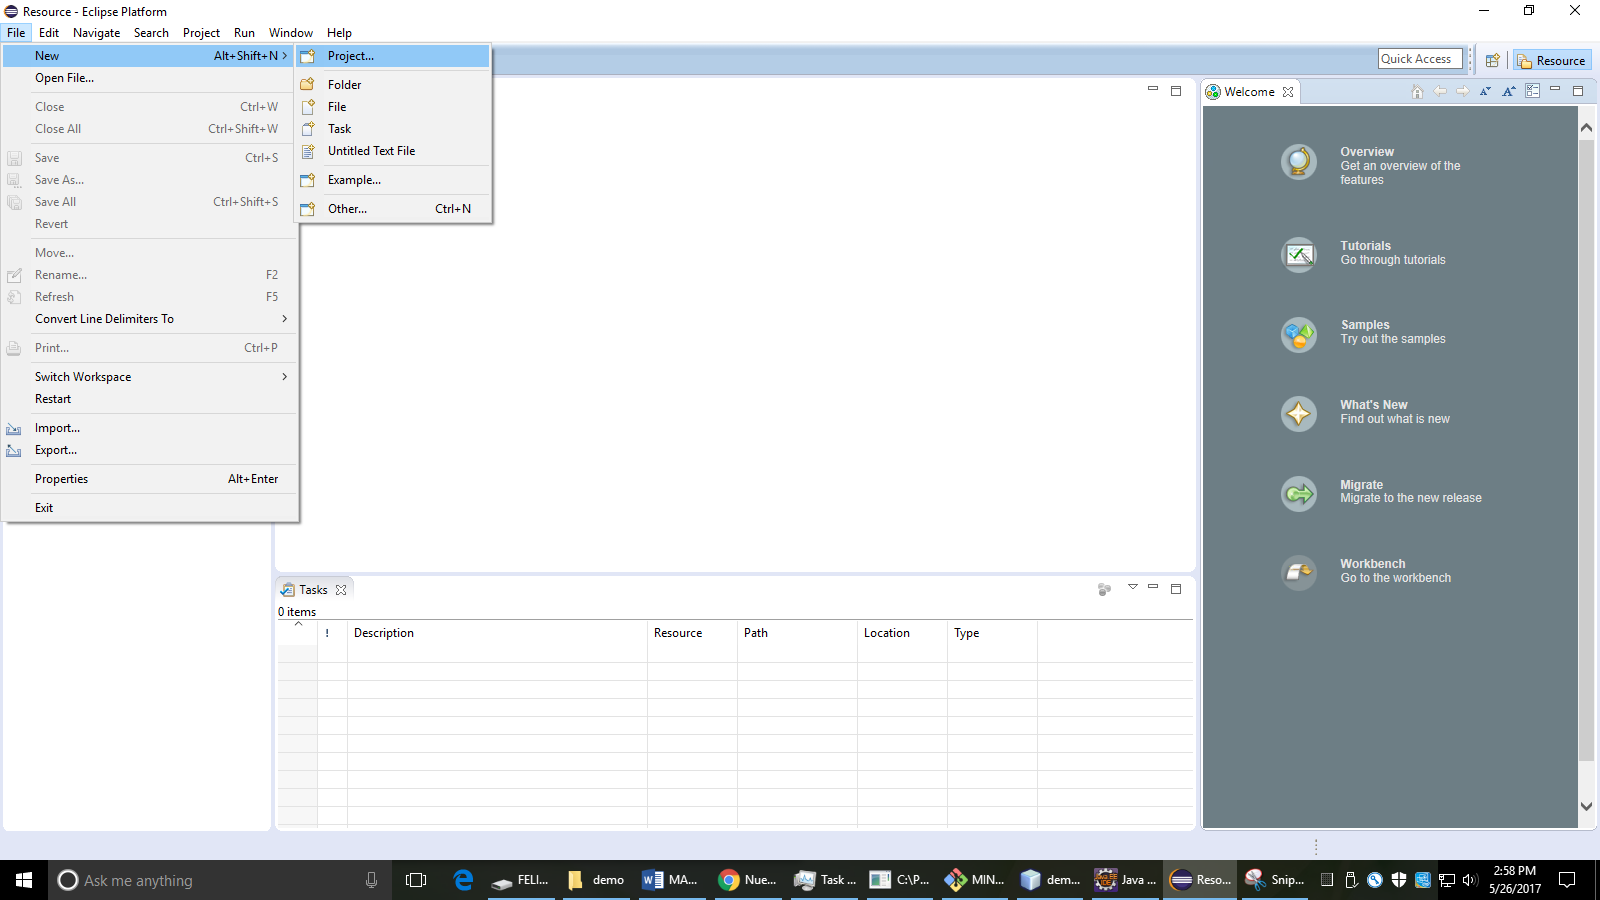 Resource - Eclipse Platform
File Edit Navigate Search Project Run Window Help
New Alt+Shift+N
Open File...
Close Ctrl+W
Close All Ctrl+Shift+W
Save Ctrl+S
Save As...
Save All Ctrl+Shift+S
Revert
Move...
Rename... F2
Refresh F5
Convert Line Delimiters To
Print... Ctrl+P
Switch Workspace
Restart
Import...
Export...
Properties Alt+Enter
Exit
Project...
Folder
File
Task
Untitled Text File
Example...
Other... Ctrl+N
Quick Access
Resource
Welcome
Overview
Get an overview of the
features
Tutorials
Go through tutorials
Samples
Try out the samples
What's New
Find out what is new
Migrate
Migrate to the new release
Workbench
Go to the workbench
Tasks
0 items
! Description Resource Path Location Type
Ask me anything
FELI... demo MA... Nue... Task ... C:\P... MIN... dem... Java ... Reso... Snip...
2:58 PM
5/26/2017